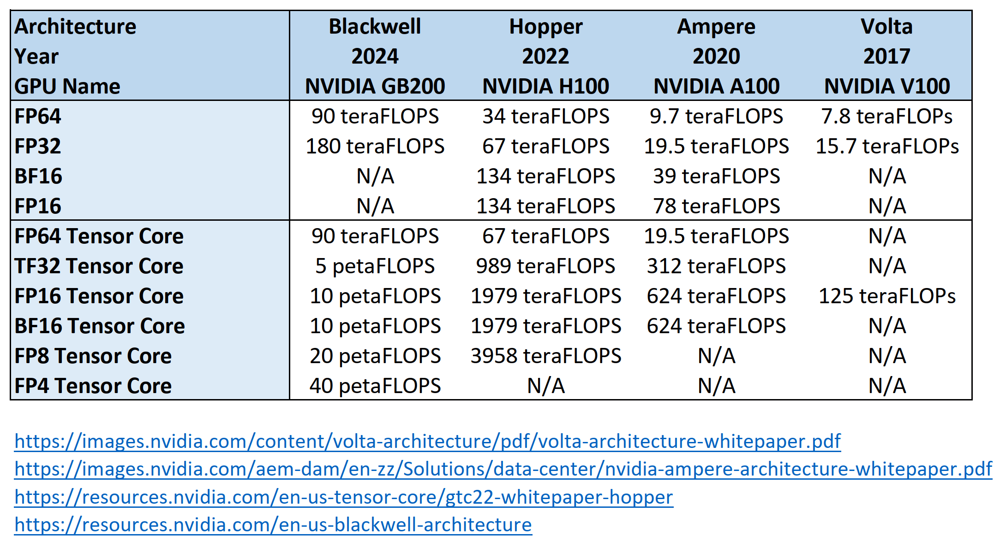 Architecture Blackwell Hopper Ampere Volta
Year 2024 2022 2020 2017
GPU Name NVIDIA GB200 NVIDIA H100 NVIDIA A100 NVIDIA V100
FP64 90 teraFLOPS 34 teraFLOPS 9.7 teraFLOPS 7.8 teraFLOPs
FP32 180 teraFLOPS 67 teraFLOPS 19.5 teraFLOPS 15.7 teraFLOPs
BF16 N/A 134 teraFLOPS 39 teraFLOPS N/A
FP16 N/A 134 teraFLOPS 78 teraFLOPS N/A
FP64 Tensor Core 90 teraFLOPS 67 teraFLOPS 19.5 teraFLOPS N/A
TF32 Tensor Core 5 petaFLOPS 989 teraFLOPS 312 teraFLOPS N/A
FP16 Tensor Core 10 petaFLOPS 1979 teraFLOPS 624 teraFLOPS 125 teraFLOPs
BF16 Tensor Core 10 petaFLOPS 1979 teraFLOPS 624 teraFLOPS N/A
FP8 Tensor Core 20 petaFLOPS 3958 teraFLOPS N/A N/A
FP4 Tensor Core 40 petaFLOPS N/A N/A N/A
https://images.nvidia.com/content/volta-architecture/pdf/volta-architecture-whitepaper.pdf
https://images.nvidia.com/aem-dam/en-zz/Solutions/data-center/nvidia-ampere-architecture-whitepaper.pdf
https://resources.nvidia.com/en-us-tensor-core/gtc22-whitepaper-hopper
https://resources.nvidia.com/en-us-blackwell-architecture